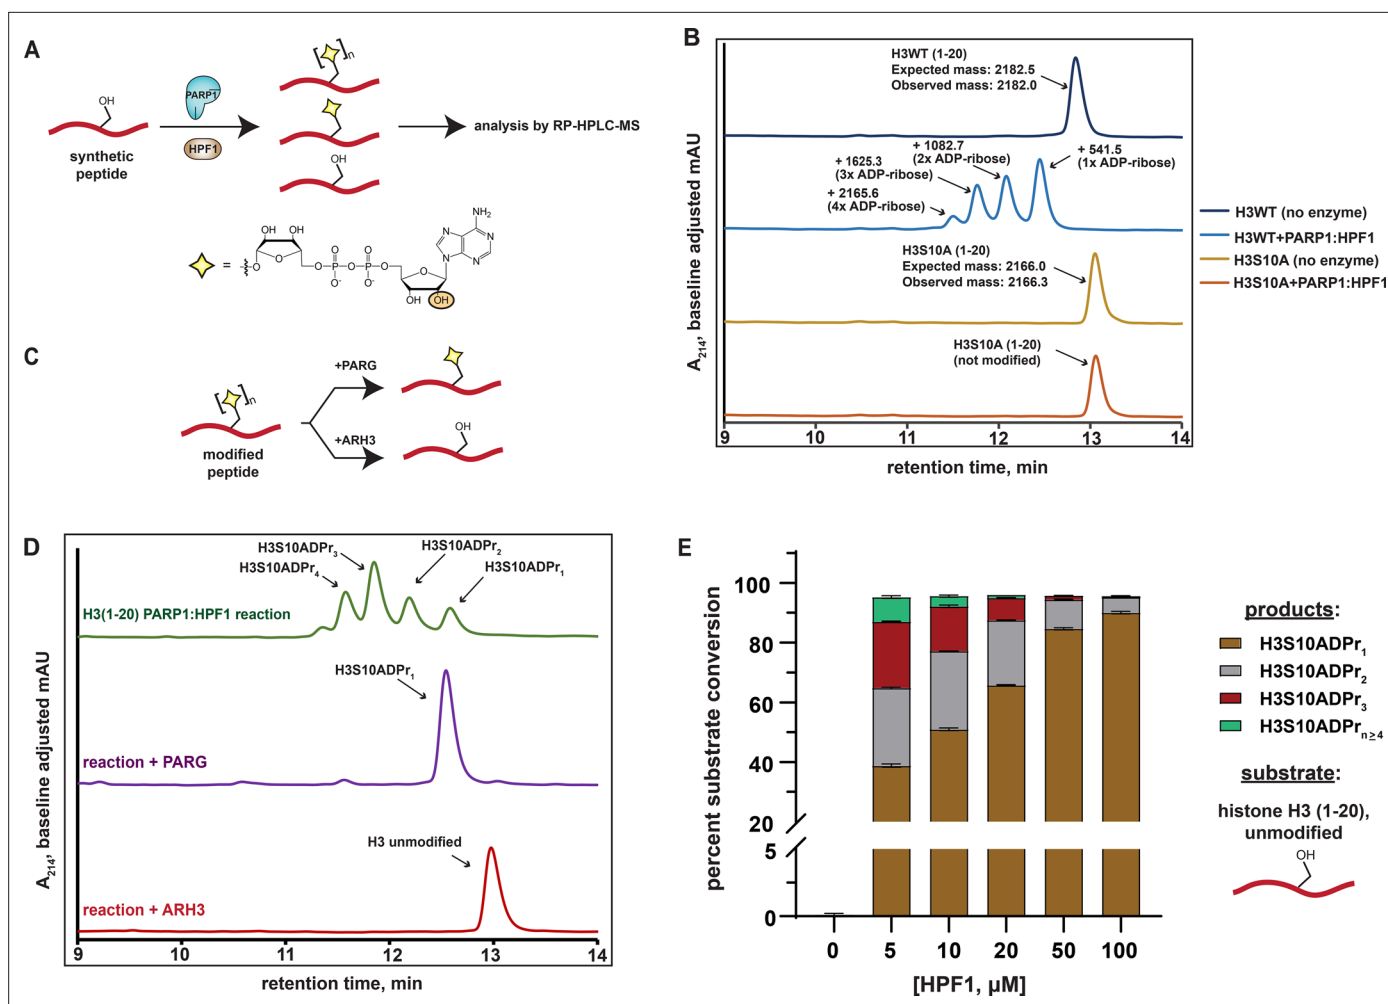 A
OH
synthetic
peptide
PARP1
HPF1
[ ]n
OH
analysis by RP-HPLC-MS
=
OH
OH
O
O
O
P
O
P
O
O
O
O-
O-
O
OH
OH
N
N
N
N
NH2
B
A214, baseline adjusted mAU
H3WT (1-20)
Expected mass: 2182.5
Observed mass: 2182.0
+ 1082.7
(2x ADP-ribose)
+ 541.5
(1x ADP-ribose)
+ 1625.3
(3x ADP-ribose)
+ 2165.6
(4x ADP-ribose)
H3S10A (1-20)
Expected mass: 2166.0
Observed mass: 2166.3
H3S10A (1-20)
(not modified)
9 10 11 12 13 14
retention time, min
H3WT (no enzyme)
H3WT+PARP1:HPF1
H3S10A (no enzyme)
H3S10A+PARP1:HPF1
C
[ ]n
modified
peptide
+PARG
+ARH3
OH
D
A214, baseline adjusted mAU
H3S10ADPr4
H3S10ADPr3
H3S10ADPr2
H3S10ADPr1
H3(1-20) PARP1:HPF1 reaction
H3S10ADPr1
reaction + PARG
H3 unmodified
reaction + ARH3
9 10 11 12 13 14
retention time, min
E
percent substrate conversion
100
80
60
40
20
5
0
0 5 10 20 50 100
[HPF1, µM]
products:
H3S10ADPr1
H3S10ADPr2
H3S10ADPr3
H3S10ADPrn≥4
substrate:
histone H3 (1-20),
unmodified
OH